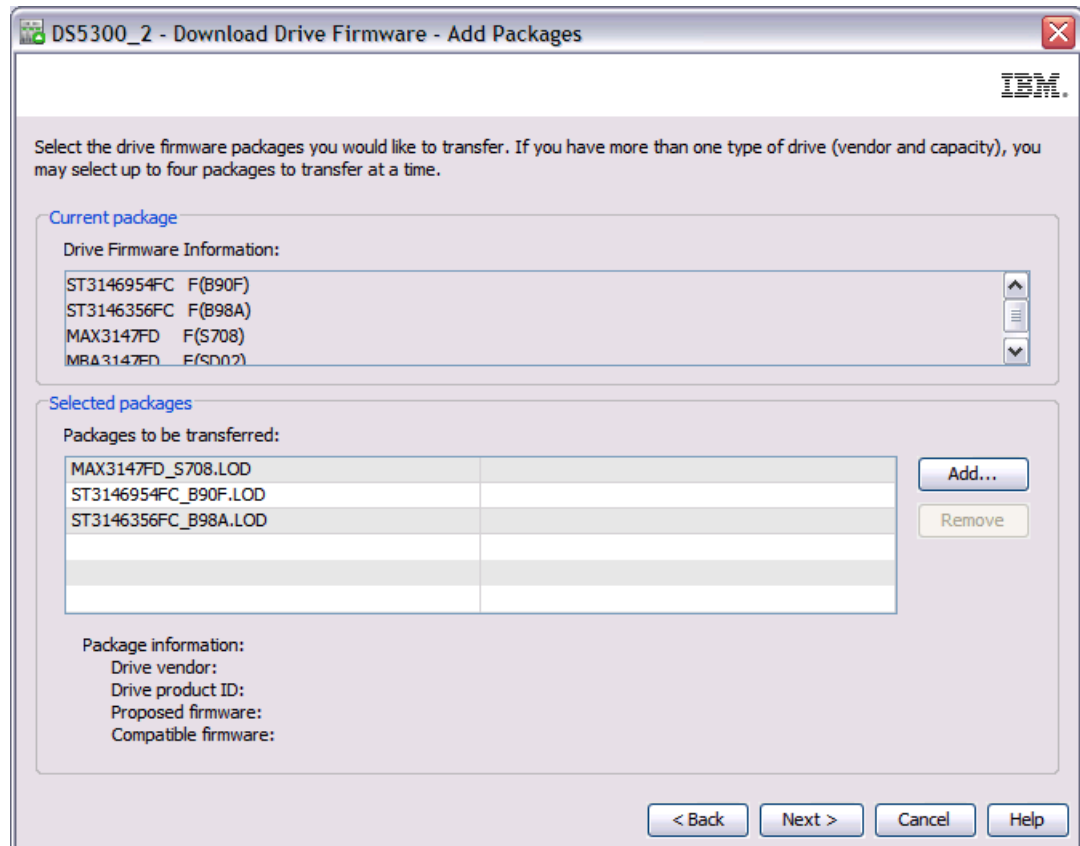 DS5300_2 - Download Drive Firmware - Add Packages
IBM.
Select the drive firmware packages you would like to transfer. If you have more than one type of drive (vendor and capacity), you
may select up to four packages to transfer at a time.
Current package
Drive Firmware Information:
ST3146954FC F(B90F)
ST3146356FC F(B98A)
MAX3147FD F(S708)
MBA3147FD F(SD02)
Selected packages
Packages to be transferred:
MAX3147FD_S708.LOD
Add...
ST3146954FC_B90F.LOD
ST3146356FC_B98A.LOD
Remove
Package information:
Drive vendor:
Drive product ID:
Proposed firmware:
Compatible firmware:
< Back Next > Cancel Help